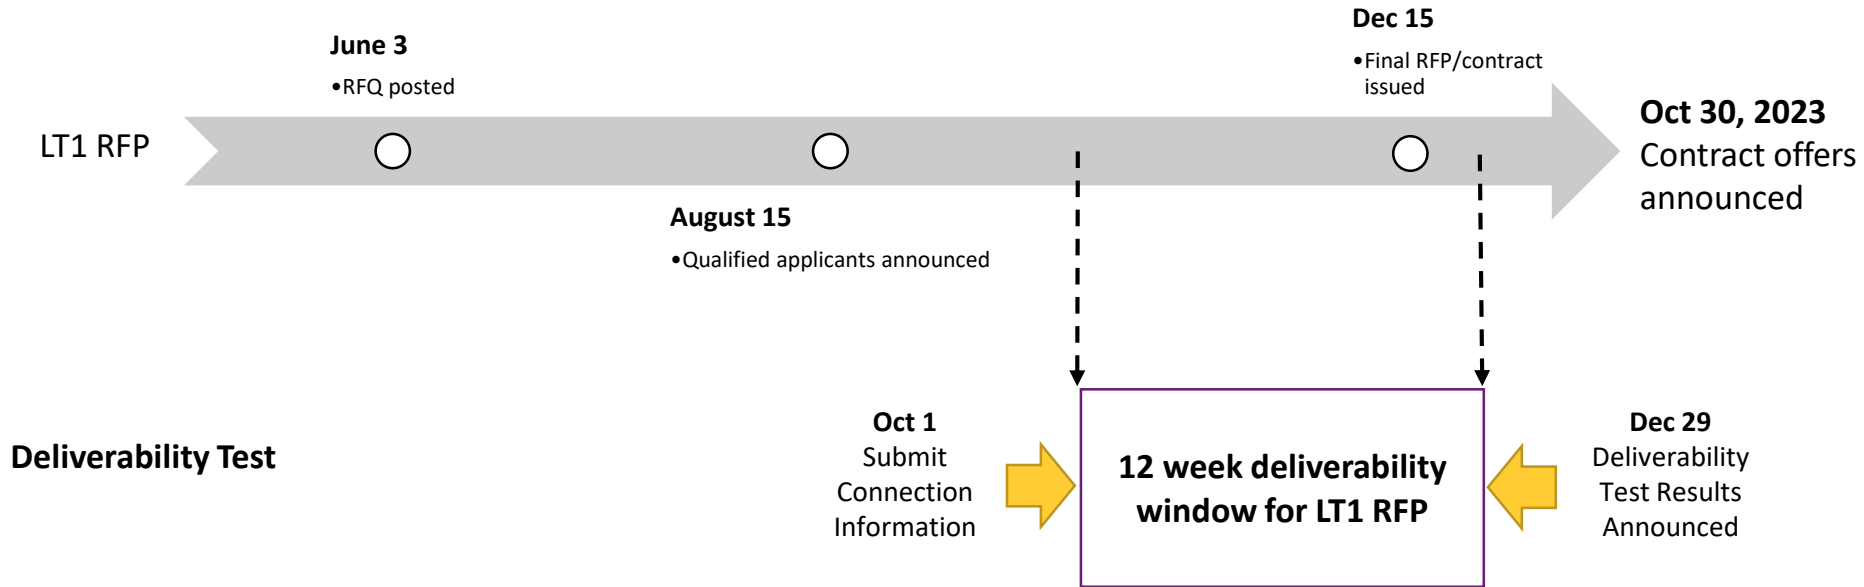 Dec 15
•Final RFP/contract
issued
June 3
•RFQ posted
LT1 RFP
Oct 30, 2023
Contract offers
announced
August 15
•Qualified applicants announced
Deliverability Test
Oct 1
Submit
Connection
Information
12 week deliverability
window for LT1 RFP
Dec 29
Deliverability
Test Results
Announced